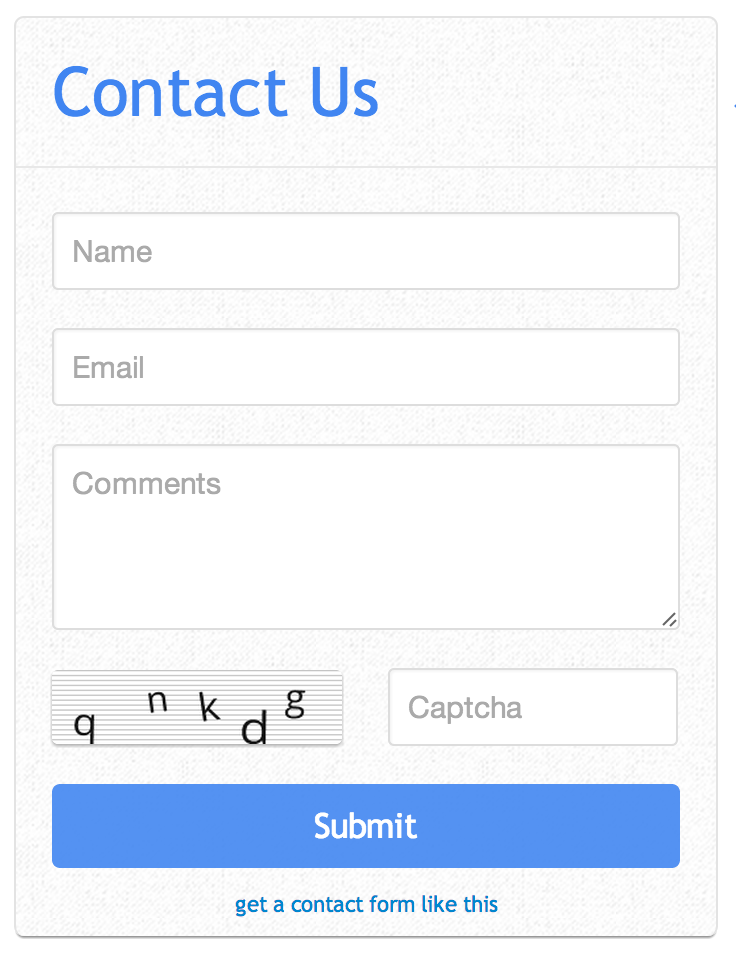 Contact Us
Name
Email
Comments
q n k d g
Captcha
Submit
get a contact form like this